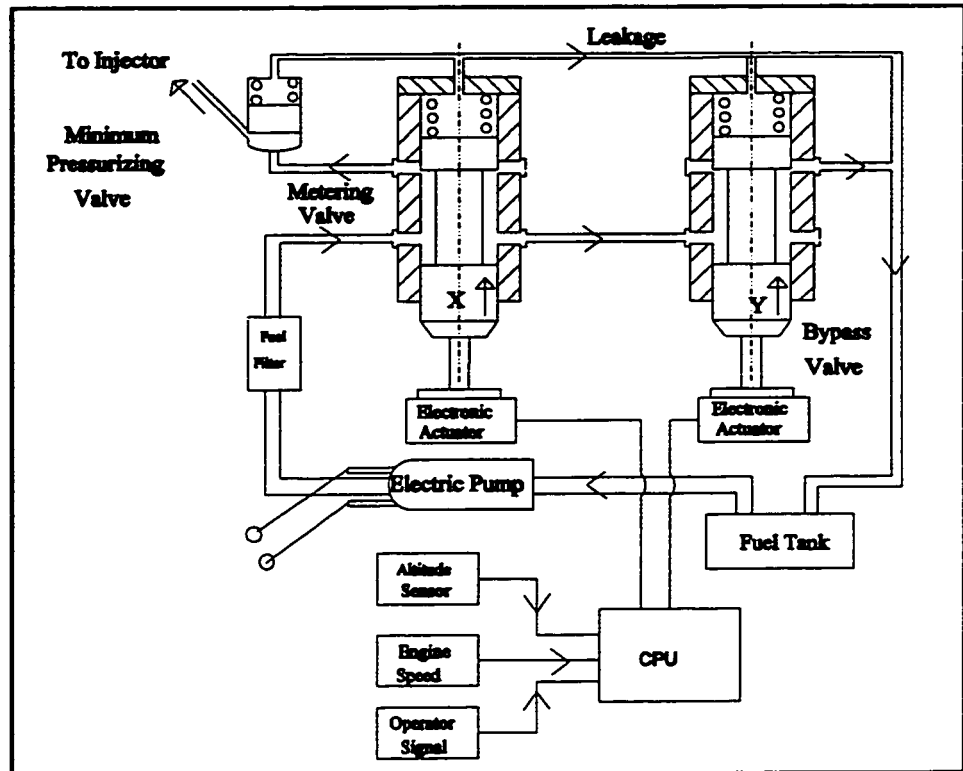 Leakage
To Injector
Minimum
Pressurizing
Valve
Metering
Valve
X
Y
Bypass
Valve
Fuel
Filter
Electronic
Actuator
Electronic
Actuator
Electric Pump
Fuel Tank
Altitude
Sensor
Engine
Speed
CPU
Operator
Signal